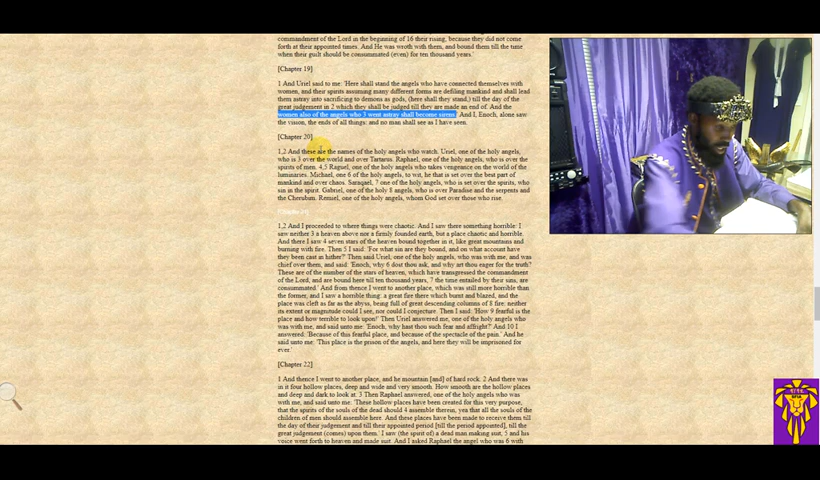 commandment of the Lord in the beginning of 16 their rising, because they did not come
forth at their appointed times. And He was wroth with them, and bound them till the time
when their guilt should be consummated (even) for ten thousand years.'
[Chapter 19]
1 And Uriel said to me: 'Here shall stand the angels who have connected themselves with
women, and their spirits assuming many different forms are defiling mankind and shall lead
them astray into sacrificing to demons as gods, (here shall they stand,) till the day of the
great judgement in 2 which they shall be judged till they are made an end of. And the
women also of the angels who 3 went astray shall become sirens.' And I, Enoch, alone saw
the vision, the ends of all things: and no man shall see as I have seen.
[Chapter 20]
1,2 And these are the names of the holy angels who watch. Uriel, one of the holy angels,
who is 3 over the world and over Tartarus. Raphael, one of the holy angels, who is over the
spirits of men. 4,5 Raguel, one of the holy angels who takes vengeance on the world of the
luminaries. Michael, one 6 of the holy angels, to wit, he that is set over the best part of
mankind and over chaos. Saraqael, 7 one of the holy angels, who is set over the spirits, who
sin in the spirit. Gabriel, one of the holy 8 angels, who is over Paradise and the serpents and
the Cherubim. Remiel, one of the holy angels, whom God set over those who rise.
1,2 And I proceeded to where things were chaotic. And I saw there something horrible: I
saw neither 3 a heaven above nor a firmly founded earth, but a place chaotic and horrible.
And there I saw 4 seven stars of the heaven bound together in it, like great mountains and
burning with fire. Then 5 I said: 'For what sin are they bound, and on what account have
they been cast in hither?' Then said Uriel, one of the holy angels, who was with me, and was
chief over them, and said: 'Enoch, why 6 dost thou ask, and why art thou eager for the truth?
These are of the number of the stars of heaven, which have transgressed the commandment
of the Lord, and are bound here till ten thousand years, 7 the time entailed by their sins, are
consummated.' And from thence I went to another place, which was still more horrible than
the former, and I saw a horrible thing: a great fire there which burnt and blazed, and the
place was cleft as far as the abyss, being full of great descending columns of 8 fire: neither
its extent or magnitude could I see, nor could I conjecture. Then I said: 'How 9 fearful is the
place and how terrible to look upon!' Then Uriel answered me, one of the holy angels who
was with me, and said unto me: 'Enoch, why hast thou such fear and affright?' And 10 I
answered: 'Because of this fearful place, and because of the spectacle of the pain.' And he
said unto me: 'This place is the prison of the angels, and here they will be imprisoned for
ever.'
[Chapter 22]
1 And thence I went to another place, and he mountain [and] of hard rock. 2 And there was
in it four hollow places, deep and wide and very smooth. How smooth are the hollow places
and deep and dark to look at. 3 Then Raphael answered, one of the holy angels who was
with me, and said unto me: 'These hollow places have been created for this very purpose,
that the spirits of the souls of the dead should 4 assemble therein, yea that all the souls of the
children of men should assemble here. And these places have been made to receive them till
the day of their judgement and till their appointed period [till the period appointed], till the
great judgement (comes) upon them.' I saw (the spirit of) a dead man making suit, 5 and his
voice went forth to heaven and made suit. And I asked Raphael the angel who was 6 with